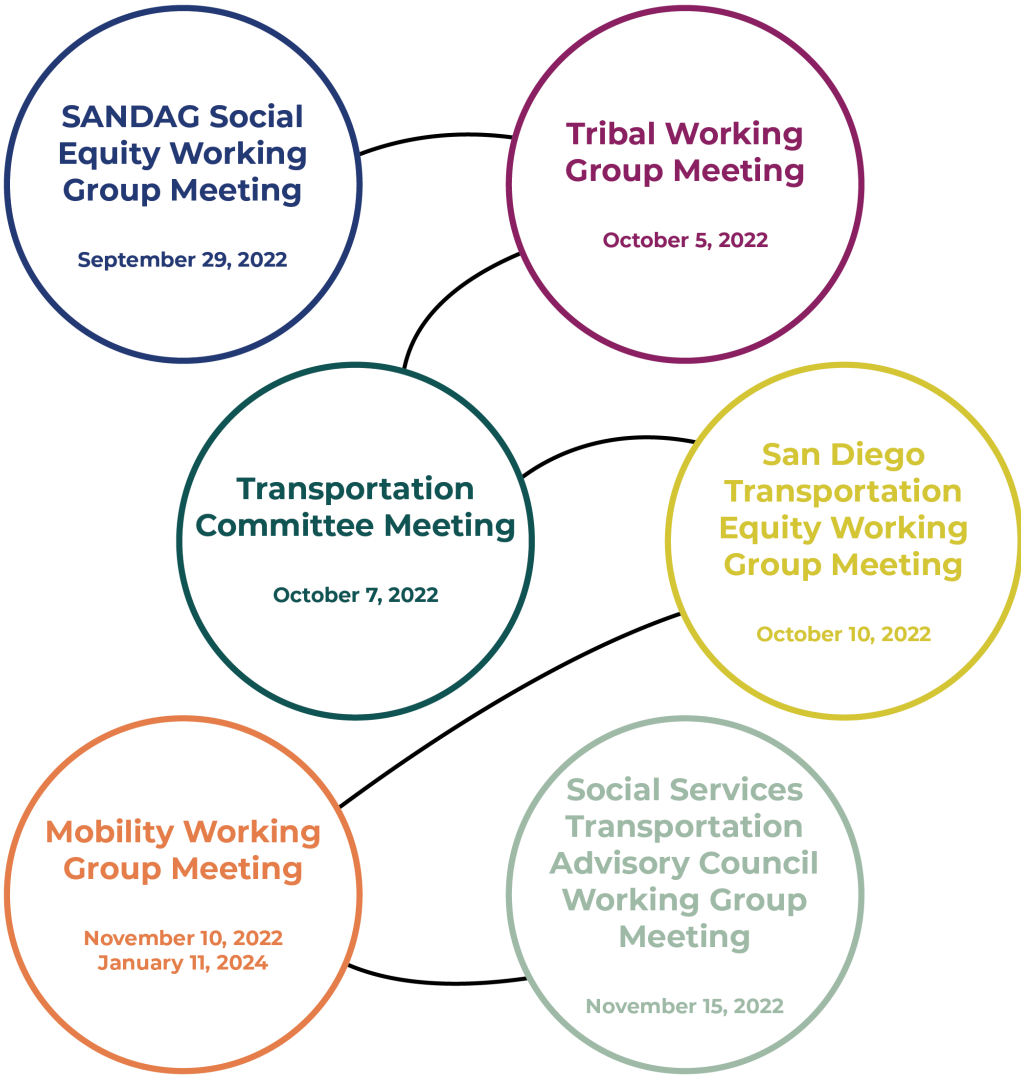 SANDAG Social
Equity Working
Group Meeting
September 29, 2022
Tribal Working
Group Meeting
October 5, 2022
Transportation
Committee Meeting
October 7, 2022
San Diego
Transportation
Equity Working
Group Meeting
October 10, 2022
Mobility Working
Group Meeting
November 10, 2022
January 11, 2024
Social Services
Transportation
Advisory Council
Working Group
Meeting
November 15, 2022